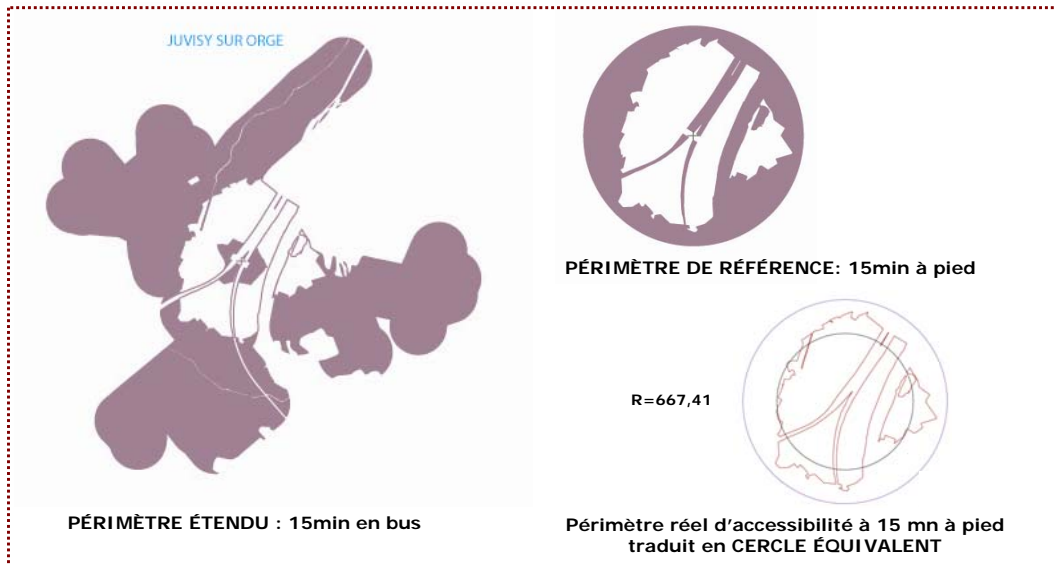 JUVISY SUR ORGE
PÉRIMÈTRE ÉTENDU : 15min en bus
PÉRIMÈTRE DE RÉFÉRENCE: 15min à pied
R=667,41
Périmètre réel d'accessibilité à 15 mn à pied
traduit en CERCLE ÉQUIVALENT